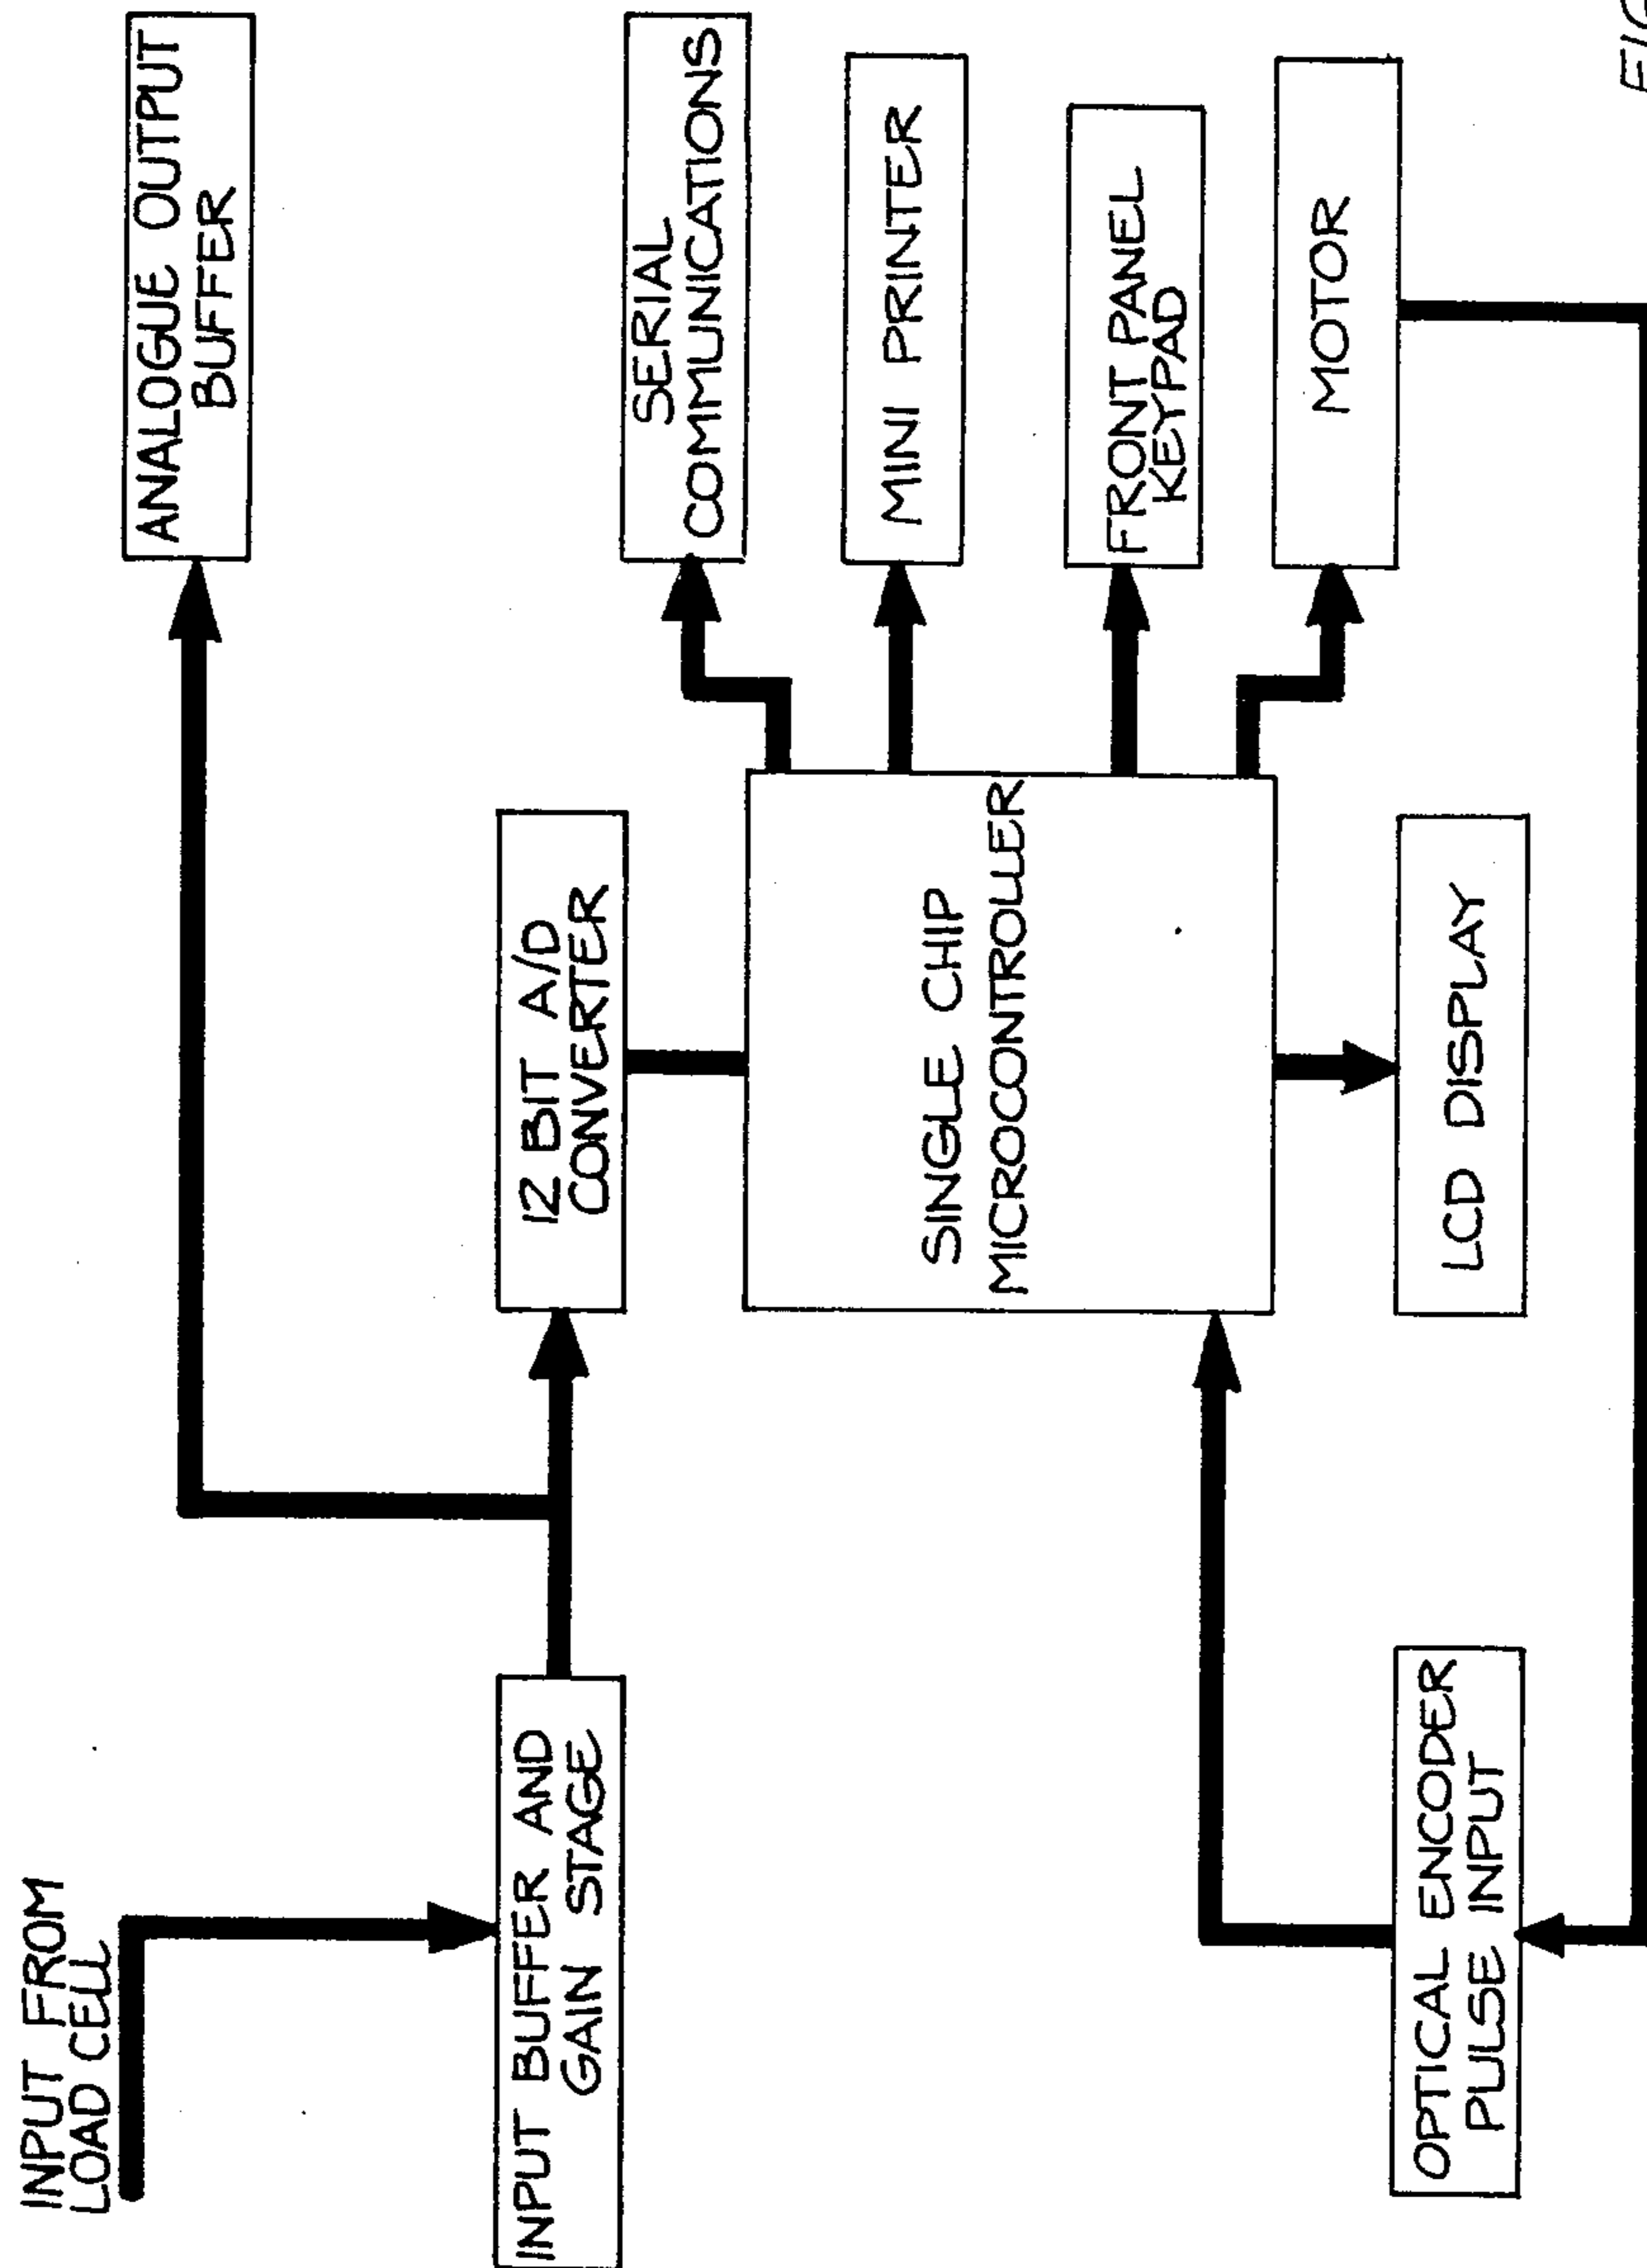 INPUT FROM
LOAD CELL
ANALOGUE OUTPUT
BUFFER
INPUT BUFFER AND
GAIN STAGE
12 BIT A/D
CONVERTER
SERIAL
COMMUNICATIONS
MINI PRINTER
SINGLE CHIP
MICROCONTROLLER
FRONT PANEL
KEYPAD
MOTOR
OPTICAL ENCODER
PULSE INPUT
LCD DISPLAY